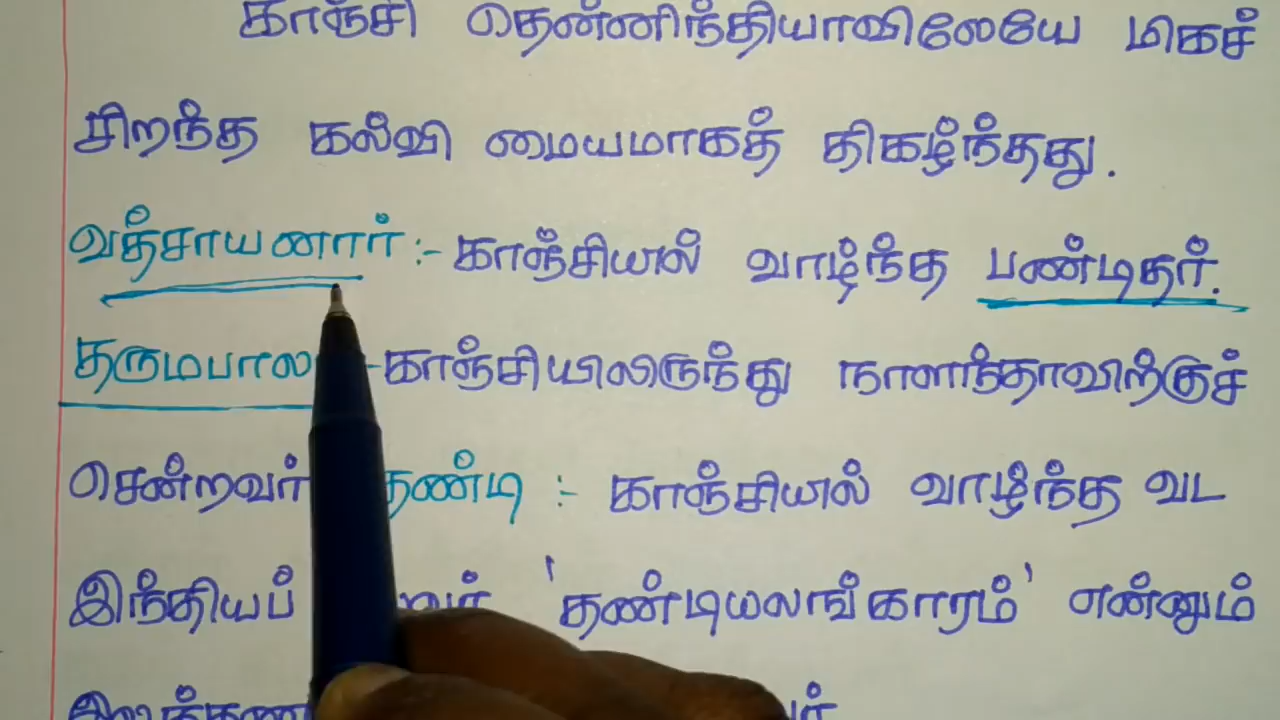 காஞ்சி தென்னிந்தியாவிலேயே மிகச்
சிறந்த கல்வி மையமாகத் திகழ்ந்தது.
வத்சாயனார் :- காஞ்சியில் வாழ்ந்த பண்டிதர்.
தருமபால -காஞ்சியிலிருந்து நாளந்தாவிற்குச்
சென்றவர் தண்டி :- காஞ்சியில் வாழ்ந்த வட
இந்தியப் 'தண்டியலங்காரம்' என்னும்